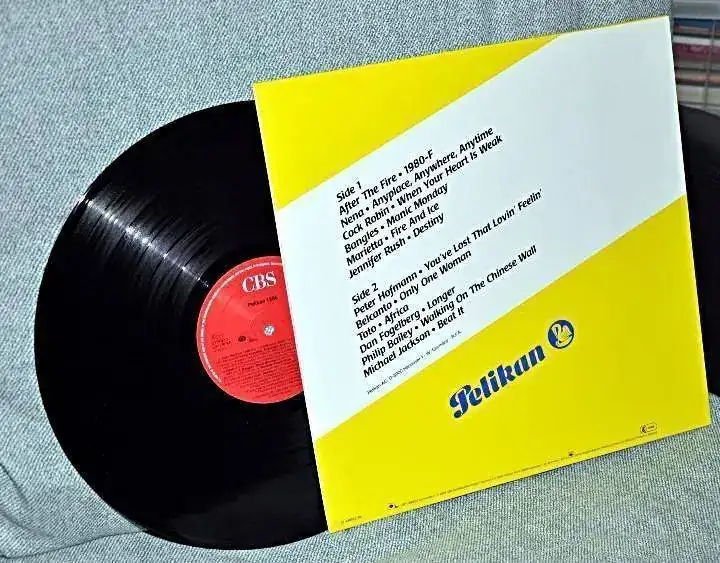 CBS
Pelikan 1986
Side 1
After The Fire • 1980-F
Nena • Anyplace, Anywhere, Anytime
Cock Robin • When Your Heart Is Weak
Bangles • Manic Monday
Marietta • Fire And Ice
Jennifer Rush • Destiny
Side 2
Peter Hofmann • You've Lost That Lovin' Feelin'
Belcanto • Only One Woman
Toto • Africa
Dan Fogelberg • Longer
Philip Bailey • Walking On The Chinese Wall
Michael Jackson • Beat It
Pelikan